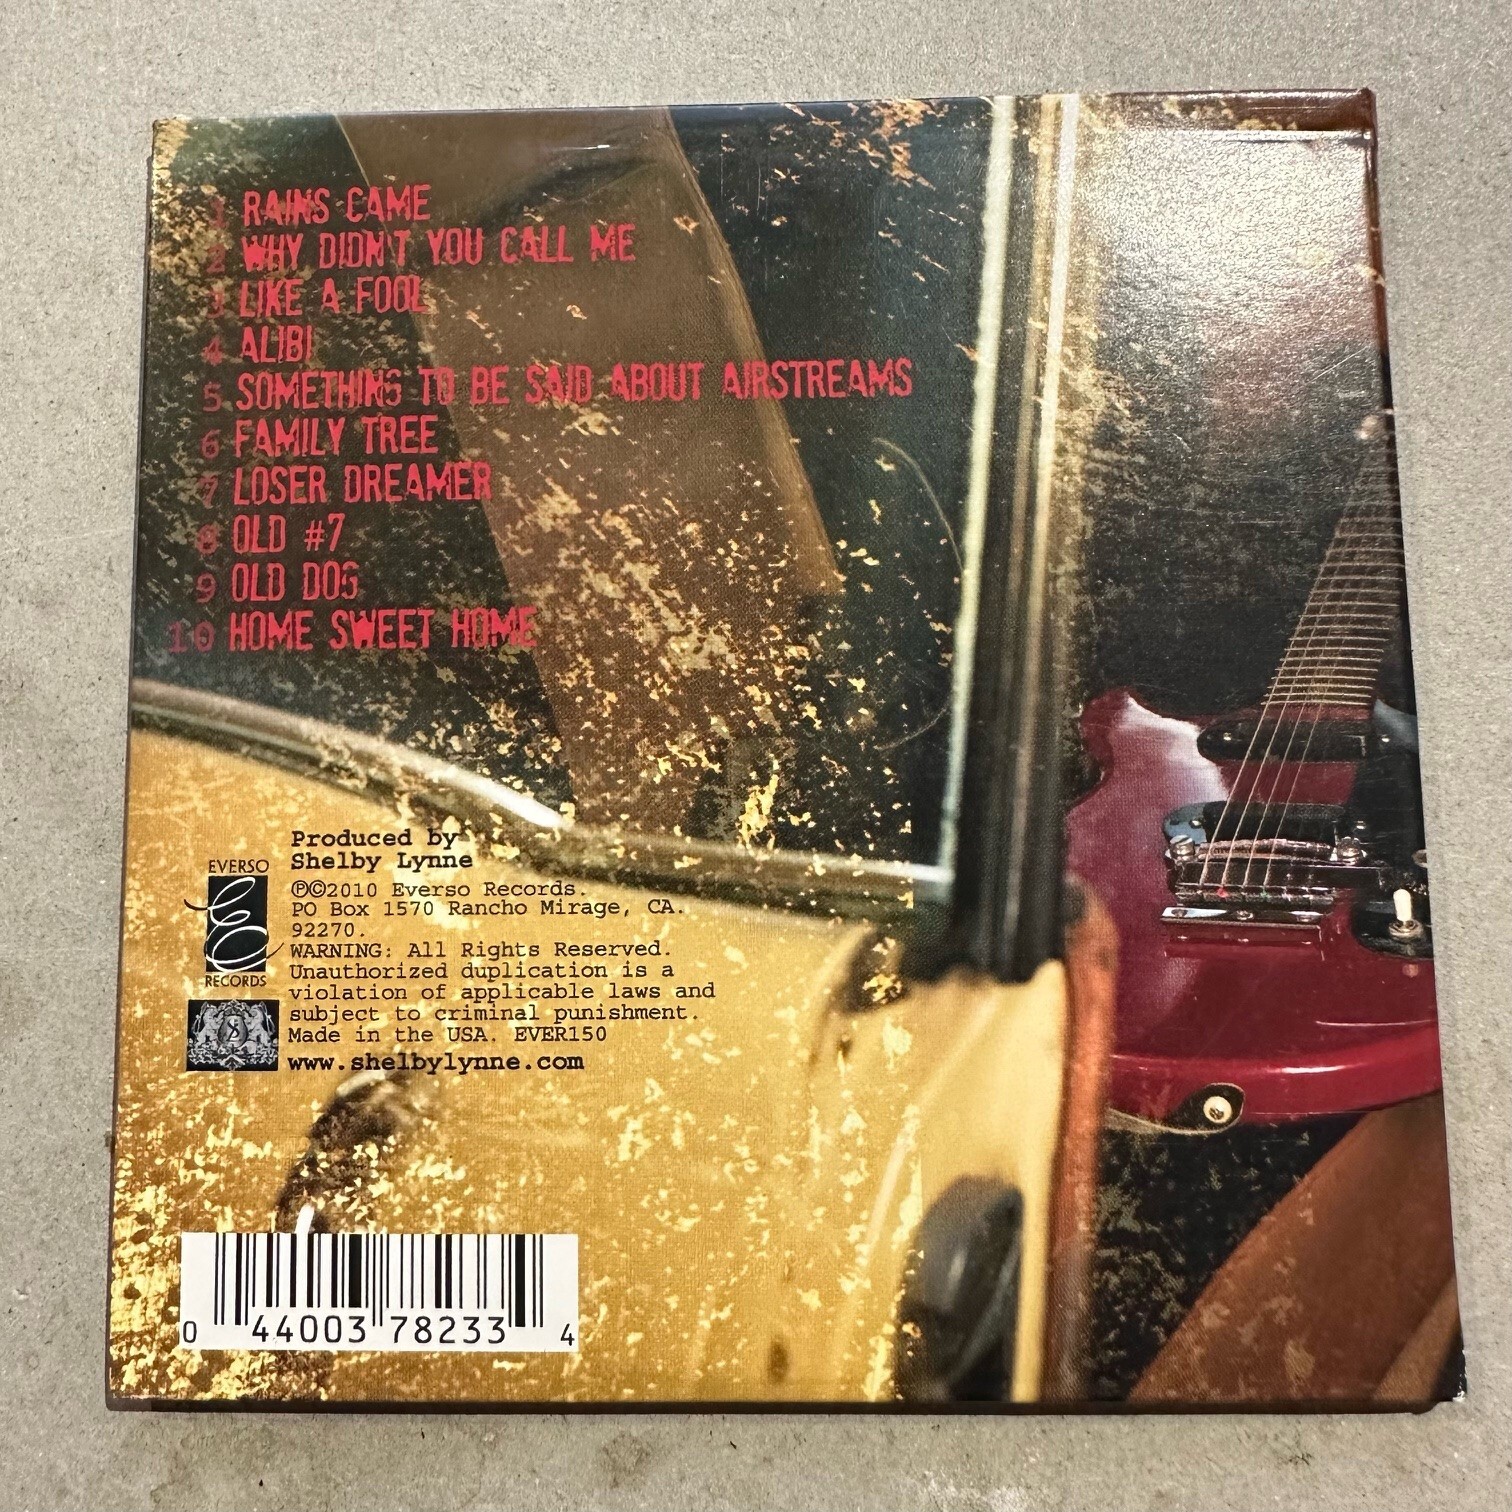 1 RAINS CAME
2 WHY DIDN'T YOU CALL ME
3 LIKE A FOOL
4 ALIBI
5 SOMETHING TO BE SAID ABOUT AIRSTREAMS
6 FAMILY TREE
7 LOSER DREAMER
8 OLD #7
9 OLD DOG
10 HOME SWEET HOME
Produced by
Shelby Lynne
EVERSO
E
RECORDS
℗©2010 Everso Records.
PO Box 1570 Rancho Mirage, CA.
92270.
WARNING: All Rights Reserved.
Unauthorized duplication is a
violation of applicable laws and
subject to criminal punishment.
Made in the USA. EVER150
www.shelbylynne.com
0 44003 78233 4